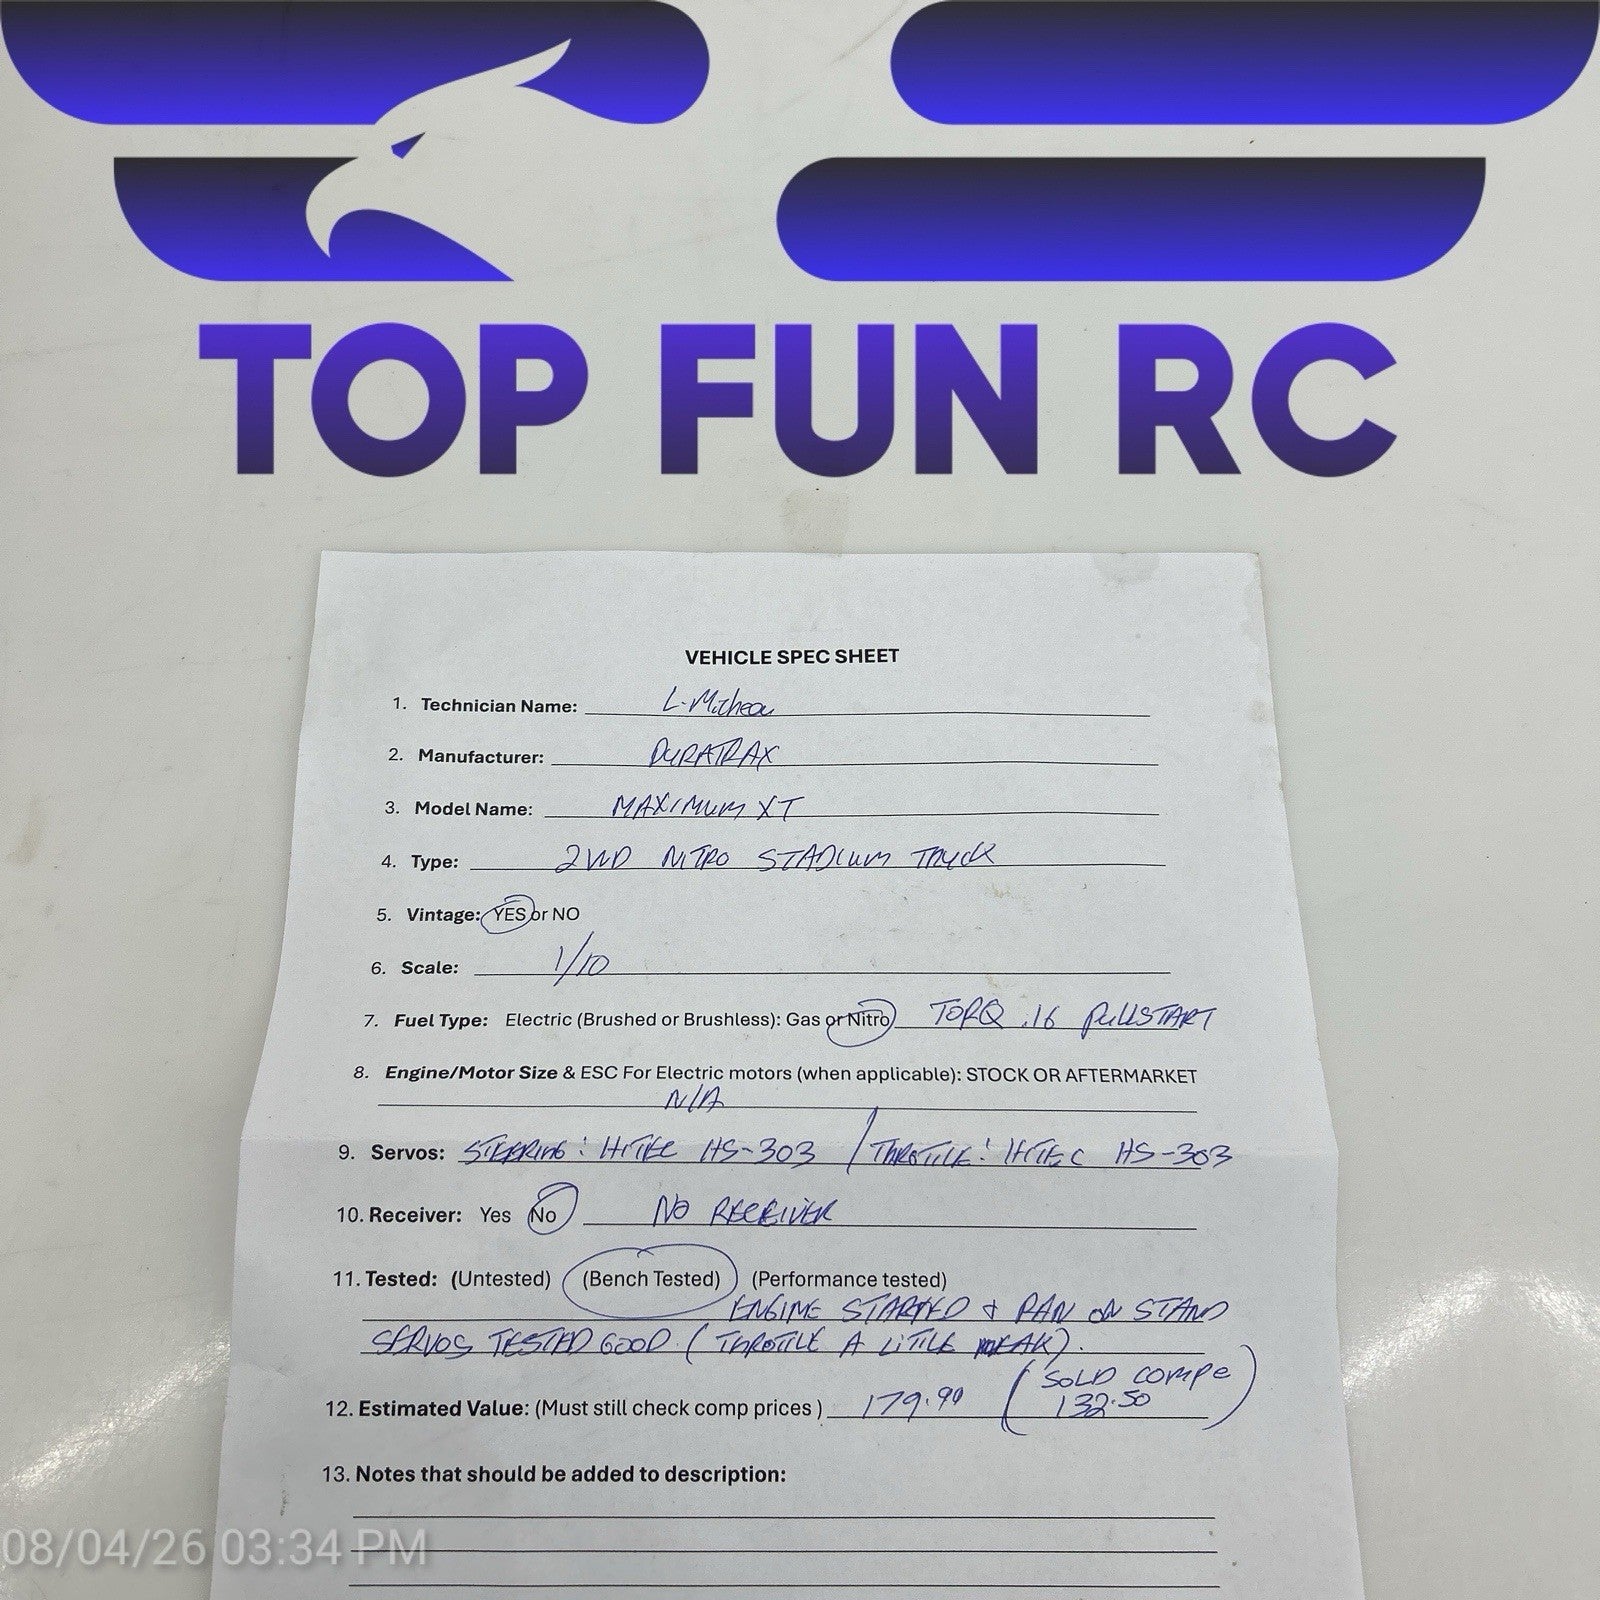 TOP FUN RC
VEHICLE SPEC SHEET
1. Technician Name: L. Micheau
2. Manufacturer: DURATRAX
3. Model Name: MAXIMUM XT
4. Type: 2WD NITRO STADIUM TRUCK
5. Vintage: YES or NO
6. Scale: 1/10
7. Fuel Type: Electric (Brushed or Brushless): Gas or Nitro TORQ .16 PULLSTART
8. Engine/Motor Size & ESC For Electric motors (when applicable): STOCK OR AFTERMARKET
N/A
9. Servos: STEERING: HITEC HS-303 / THROTTLE: HITEC HS-303
10. Receiver: Yes No NO RECEIVER
11. Tested: (Untested) (Bench Tested) (Performance tested)
ENGINE STARTED & RAN ON STAND
SERVOS TESTED GOOD. (THROTTLE A LITTLE WEAK).
(SOLD COMPE
12. Estimated Value: (Must still check comp prices) 179.99 132.50)
13. Notes that should be added to description:
08/04/26 03:34 PM